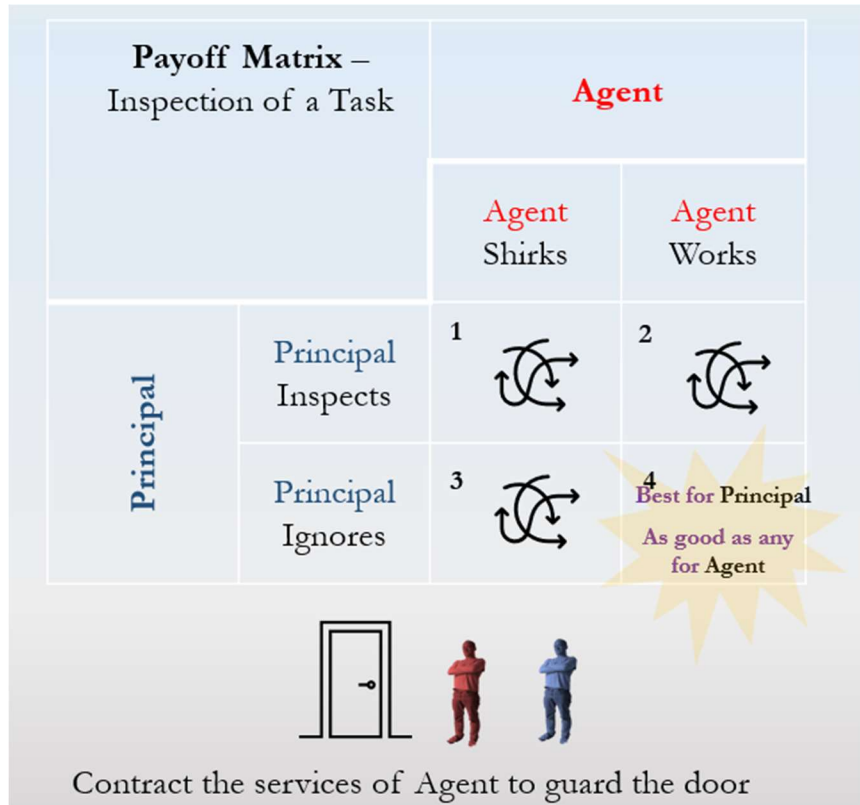 Payoff Matrix –
Inspection of a Task
Agent
Agent
Shirks
Agent
Works
Principal
Principal
Inspects
1
2
Principal
Ignores
3
4
Best for Principal
As good as any
for Agent
Contract the services of Agent to guard the door